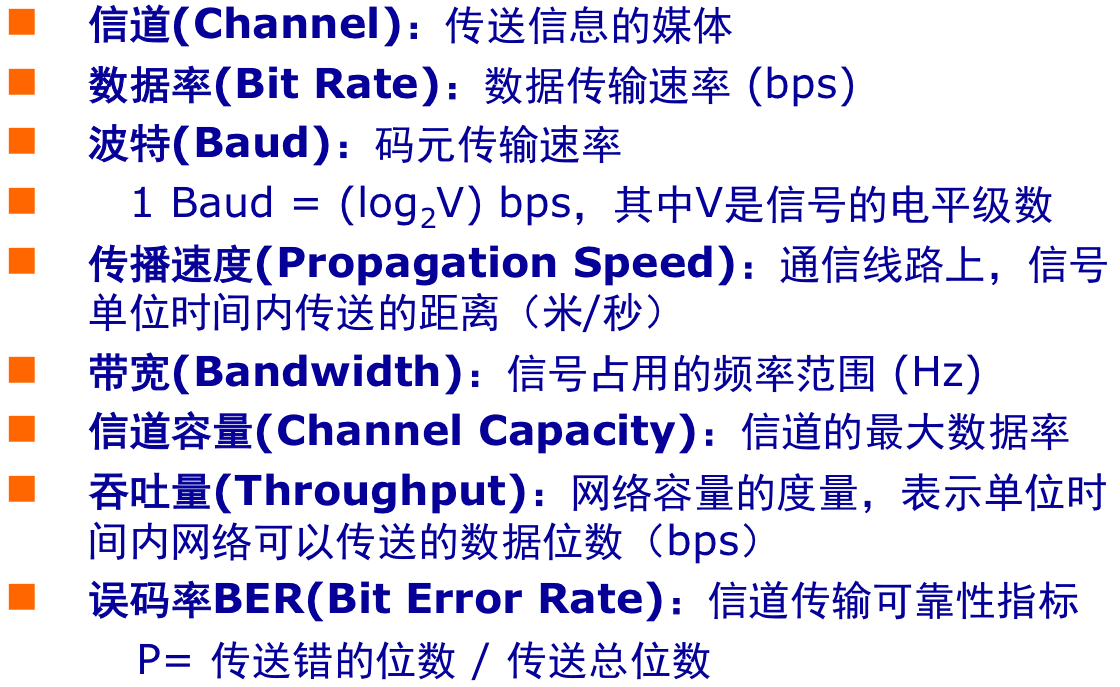 ■ 信道(Channel)：传送信息的媒体
■ 数据率(Bit Rate)：数据传输速率 (bps)
■ 波特(Baud)：码元传输速率
■ 1 Baud = (log₂V) bps，其中V是信号的电平级数
■ 传播速度(Propagation Speed)：通信线路上，信号
单位时间内传送的距离（米/秒）
■ 带宽(Bandwidth)：信号占用的频率范围 (Hz)
■ 信道容量(Channel Capacity)：信道的最大数据率
■ 吞吐量(Throughput)：网络容量的度量，表示单位时
间内网络可以传送的数据位数（bps）
■ 误码率BER(Bit Error Rate)：信道传输可靠性指标
P= 传送错的位数 / 传送总位数